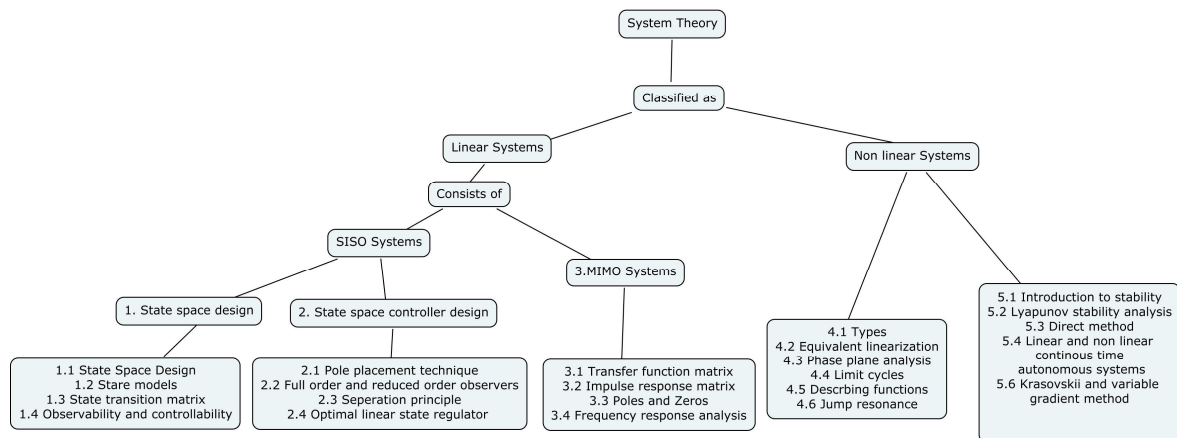 System Theory
Classified as
Linear Systems
Non linear Systems
Consists of
SISO Systems
3.MIMO Systems
1. State space design
2. State space controller design
1.1 State Space Design
1.2 Stare models
1.3 State transition matrix
1.4 Observability and controllability
2.1 Pole placement technique
2.2 Full order and reduced order observers
2.3 Seperation principle
2.4 Optimal linear state regulator
3.1 Transfer function matrix
3.2 Impulse response matrix
3.3 Poles and Zeros
3.4 Frequency response analysis
4.1 Types
4.2 Equivalent linearization
4.3 Phase plane analysis
4.4 Limit cycles
4.5 Descrbing functions
4.6 Jump resonance
5.1 Introduction to stability
5.2 Lyapunov stability analysis
5.3 Direct method
5.4 Linear and non linear
continous time
autonomous systems
5.6 Krasovskii and variable
gradient method